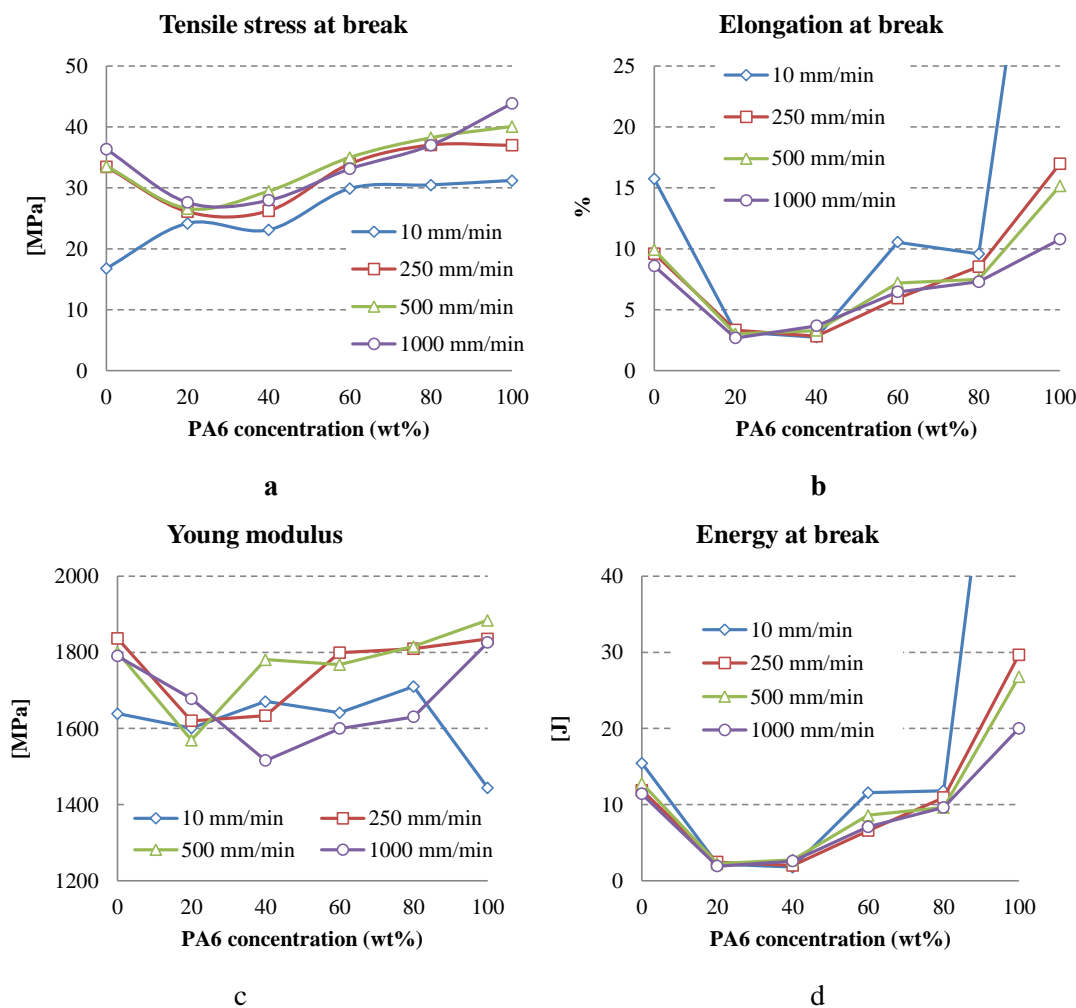 Tensile stress at break
50
40
30
20
10
0
[MPa]
10 mm/min
250 mm/min
500 mm/min
1000 mm/min
0 20 40 60 80 100
PA6 concentration (wt%)
a
Elongation at break
25
20
15
10
5
0
%
10 mm/min
250 mm/min
500 mm/min
1000 mm/min
0 20 40 60 80 100
PA6 concentration (wt%)
b
Young modulus
2000
1800
1600
1400
1200
[MPa]
10 mm/min 250 mm/min
500 mm/min 1000 mm/min
0 20 40 60 80 100
PA6 concentration (wt%)
c
Energy at break
40
30
20
10
0
[J]
10 mm/min
250 mm/min
500 mm/min
1000 mm/min
0 20 40 60 80 100
PA6 concentration (wt%)
d